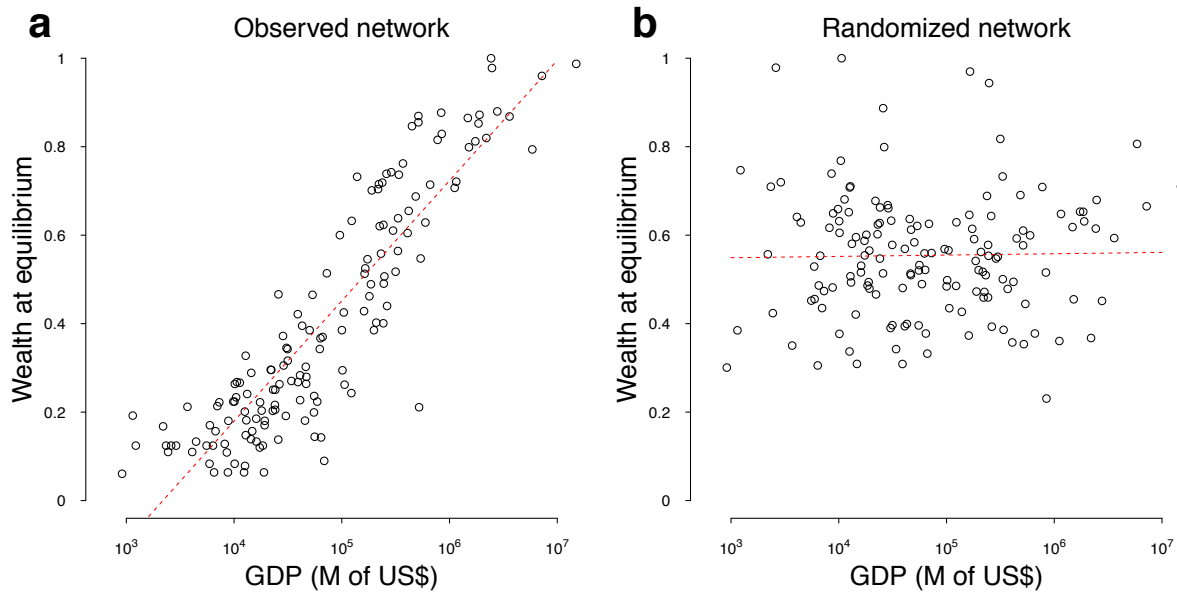 a
Observed network
Wealth at equilibrium
1
0.8
0.6
0.4
0.2
0
10³ 10⁴ 10⁵ 10⁶ 10⁷
GDP (M of US$)
b
Randomized network
Wealth at equilibrium
1
0.8
0.6
0.4
0.2
0
10³ 10⁴ 10⁵ 10⁶ 10⁷
GDP (M of US$)